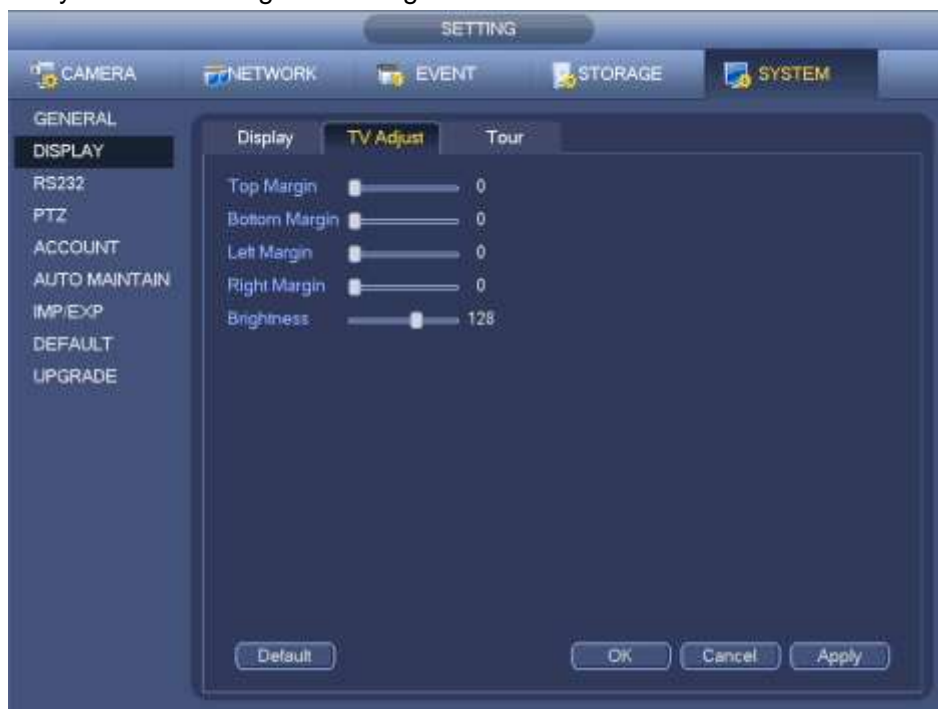 SETTING
CAMERA NETWORK EVENT STORAGE SYSTEM
GENERAL
DISPLAY
RS232
PTZ
ACCOUNT
AUTO MAINTAIN
IMP/EXP
DEFAULT
UPGRADE
Display TV Adjust Tour
Top Margin 0
Bottom Margin 0
Left Margin 0
Right Margin 0
Brightness 128
Default OK Cancel Apply